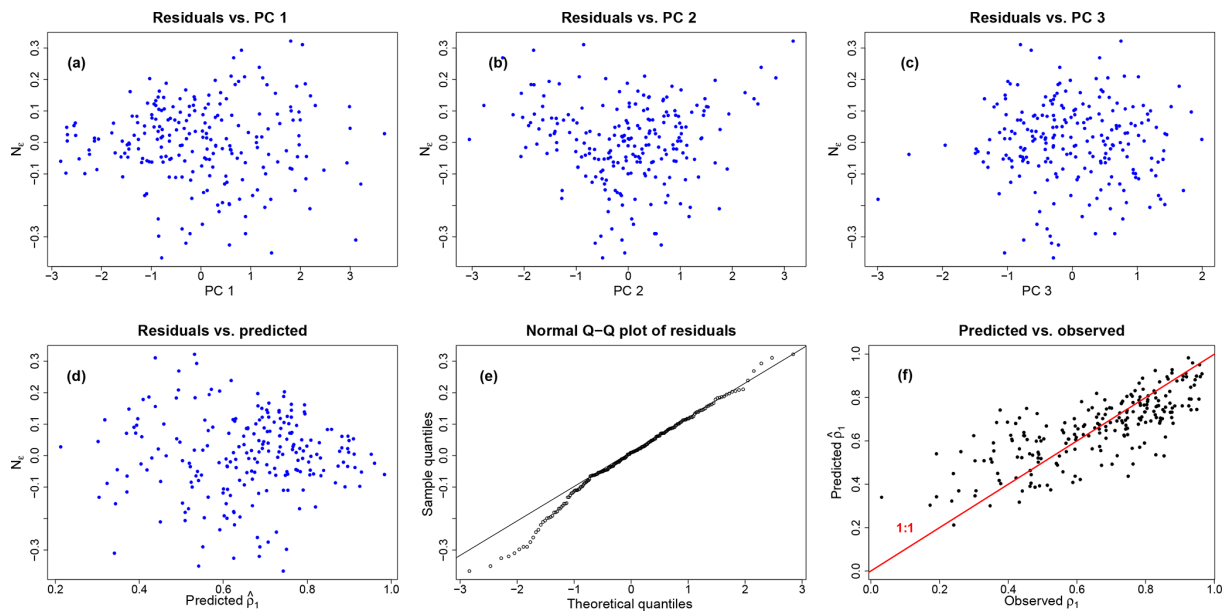 Residuals vs. PC 1
(a)
Nε
0.3
0.2
0.1
0.0
−0.1
−0.3
−3 −2 −1 0 1 2 3
PC 1
Residuals vs. PC 2
(b)
Nε
0.3
0.2
0.1
0.0
−0.1
−0.3
−3 −2 −1 0 1 2 3
PC 2
Residuals vs. PC 3
(c)
Nε
0.3
0.2
0.1
0.0
−0.1
−0.3
−3 −2 −1 0 1 2
PC 3
Residuals vs. predicted
(d)
Nε
0.3
0.2
0.1
0.0
−0.1
−0.3
0.2 0.4 0.6 0.8 1.0
Predicted ρ̂1
Normal Q−Q plot of residuals
(e)
Sample quantiles
0.3
0.2
0.1
0.0
−0.1
−0.3
−3 −2 −1 0 1 2 3
Theoretical quantiles
Predicted vs. observed
(f)
Predicted ρ̂1
1.0
0.8
0.6
0.4
0.2
0.0
1:1
0.0 0.2 0.4 0.6 0.8 1.0
Observed ρ1